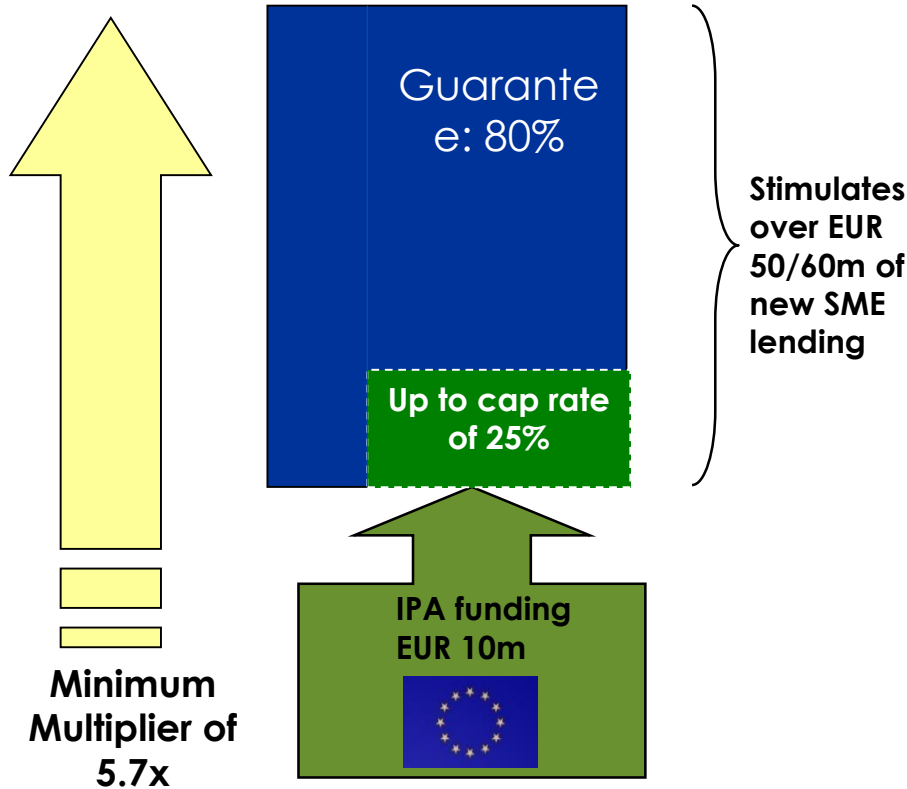 Guarante
e: 80%
Stimulates
over EUR
50/60m of
new SME
lending
Up to cap rate
of 25%
IPA funding
EUR 10m
Minimum
Multiplier of
5.7x